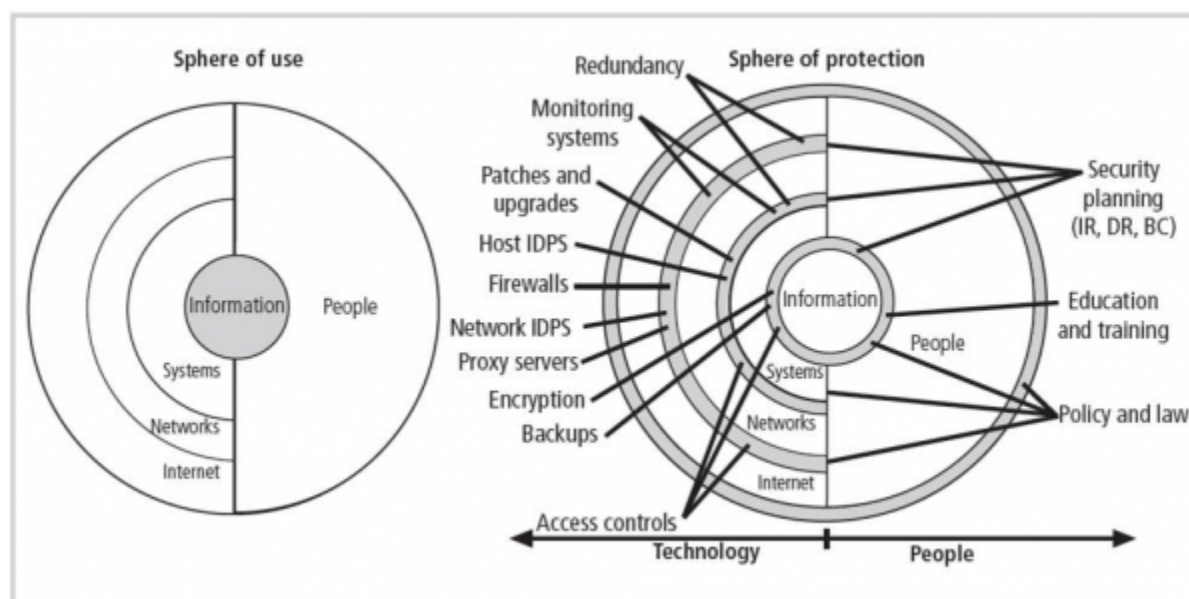 Sphere of use
Information
People
Systems
Networks
Internet
Sphere of protection
Redundancy
Monitoring
systems
Patches and
upgrades
Host IDPS
Firewalls
Network IDPS
Proxy servers
Encryption
Backups
Access controls
Information
People
Systems
Networks
Internet
Security
planning
(IR, DR, BC)
Education
and training
Policy and law
Technology
People